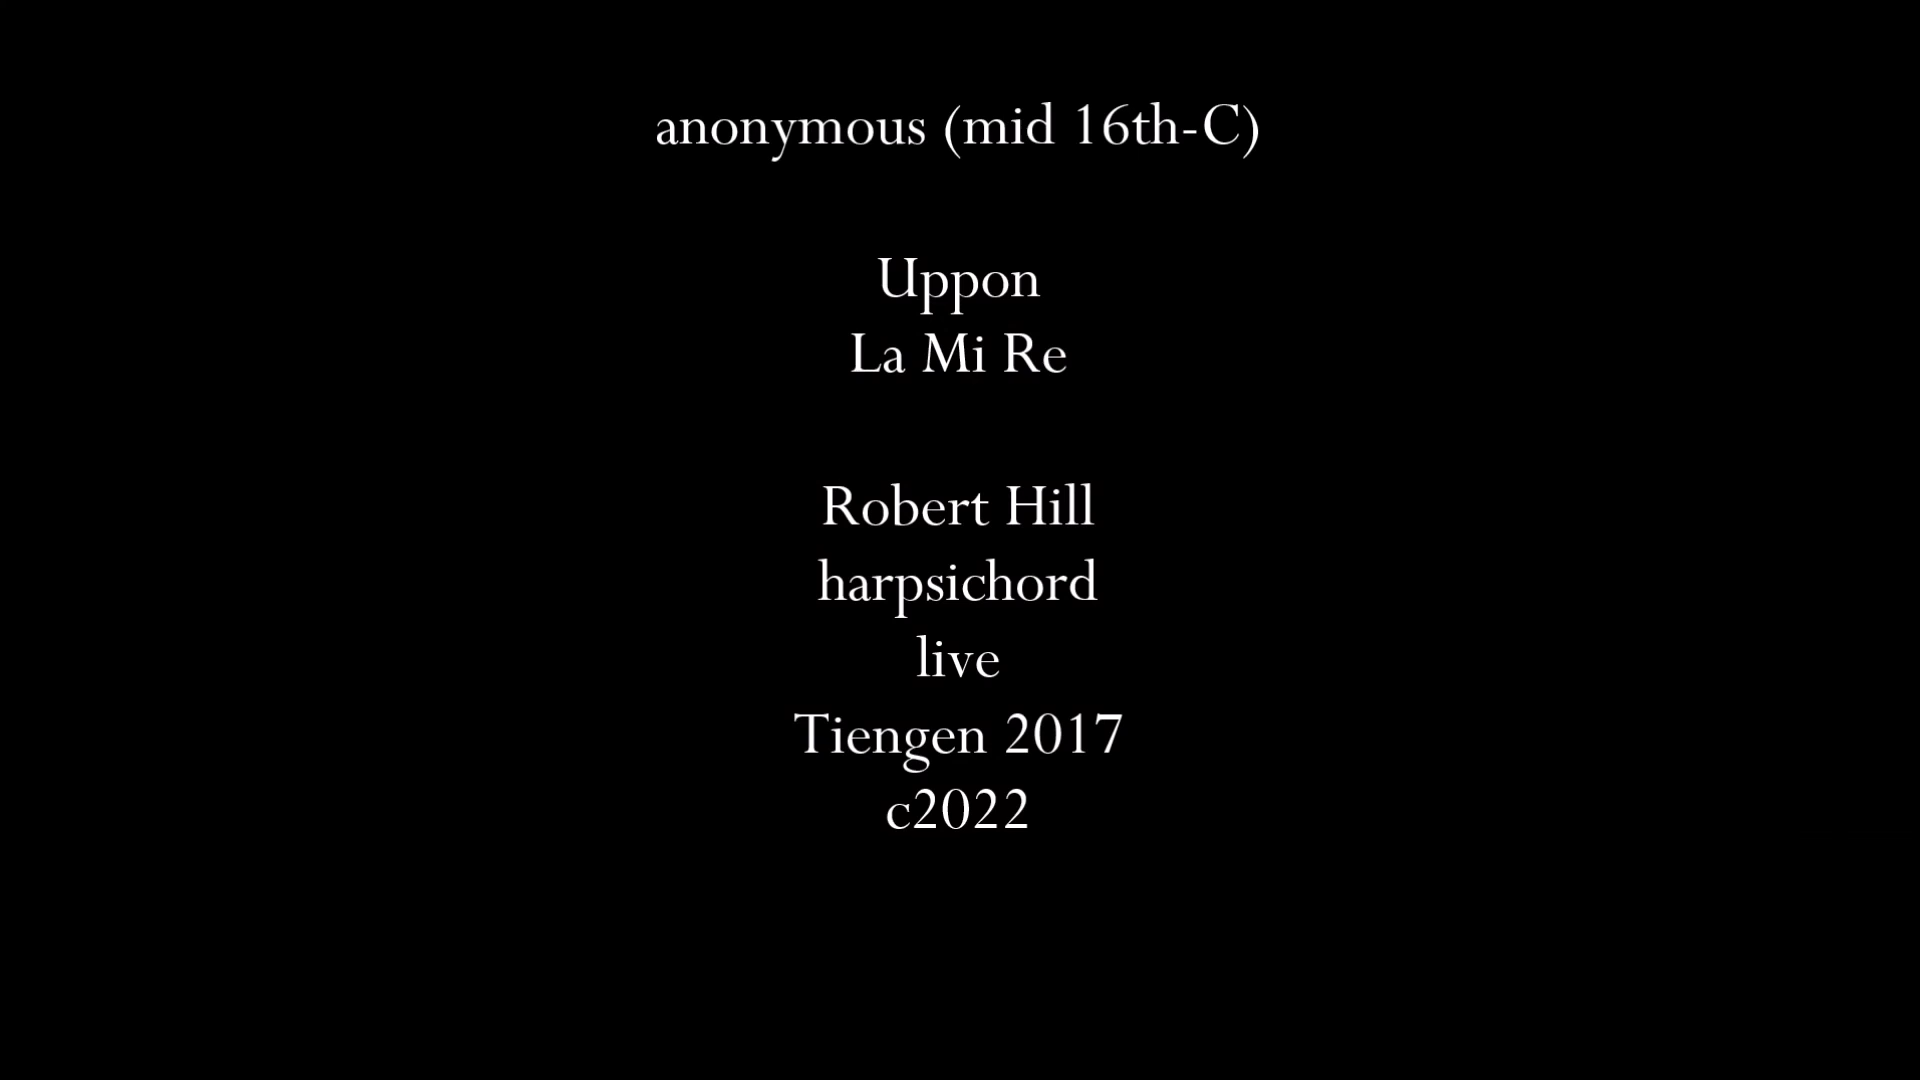 anonymous (mid 16th-C)
Uppon
La Mi Re
Robert Hill
harpsichord
live
Tiengen 2017
c2022